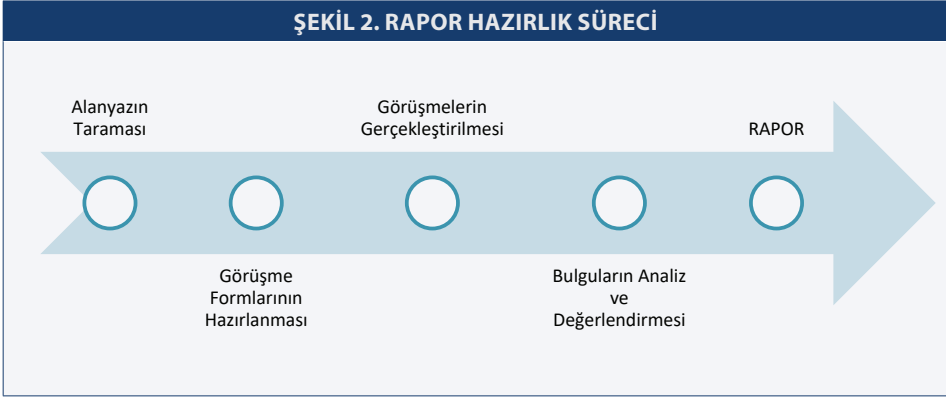 ŞEKİL 2. RAPOR HAZIRLIK SÜRECİ
Alanyazın
Taraması
Görüşme
Formlarının
Hazırlanması
Görüşmelerin
Gerçekleştirilmesi
Bulguların Analiz
ve
Değerlendirmesi
RAPOR